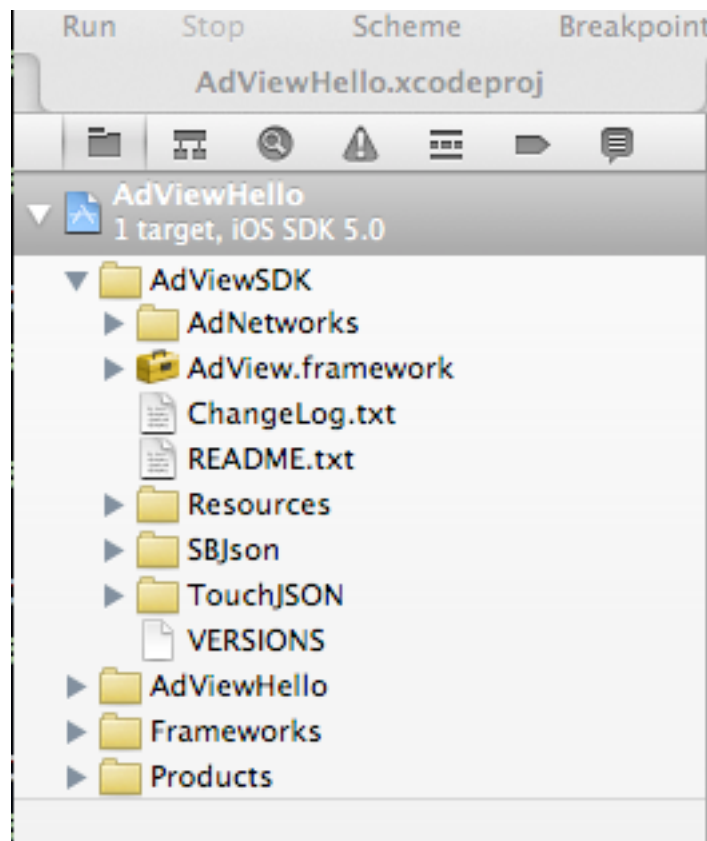 Run Stop Scheme Breakpoint
AdViewHello.xcodeproj
AdViewHello
1 target, iOS SDK 5.0
AdViewSDK
AdNetworks
AdView.framework
ChangeLog.txt
README.txt
Resources
SBJson
TouchJSON
VERSIONS
AdViewHello
Frameworks
Products